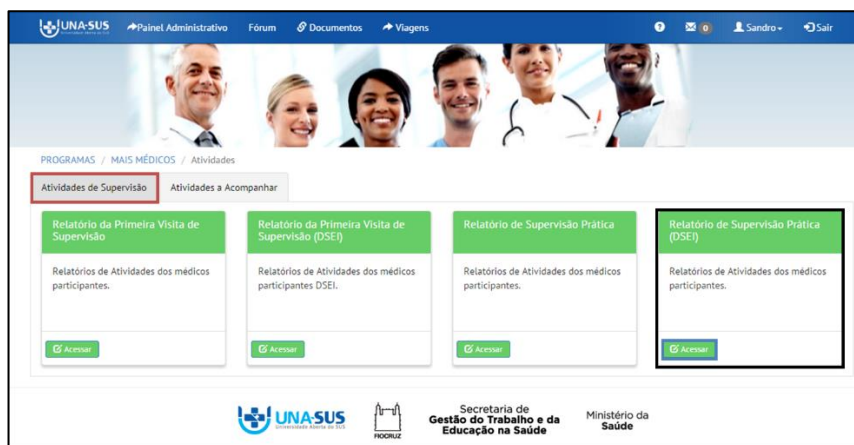 UNA-SUS
Universidade Aberta do SUS
Painel Administrativo Fórum Documentos Viagens 0 Sandro Sair
PROGRAMAS / MAIS MÉDICOS / Atividades
Atividades de Supervisão Atividades a Acompanhar
Relatório da Primeira Visita de
Supervisão
Relatórios de Atividades dos médicos
participantes.
Acessar
Relatório da Primeira Visita de
Supervisão (DSEI)
Relatórios de Atividades dos médicos
participantes DSEI.
Acessar
Relatório de Supervisão Prática
Relatórios de Atividades dos médicos
participantes.
Acessar
Relatório de Supervisão Prática
(DSEI)
Relatórios de Atividades dos médicos
participantes.
Acessar
UNA-SUS
Universidade Aberta do SUS
FIOCRUZ
Secretaria de
Gestão do Trabalho e da
Educação na Saúde
Ministério da
Saúde